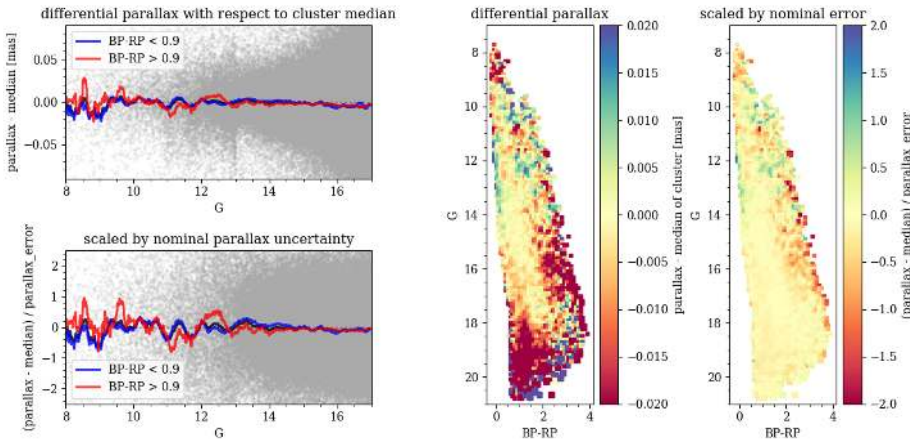 differential parallax with respect to cluster median
parallax - median [mas]
0.05
0.00
−0.05
BP-RP < 0.9
BP-RP > 0.9
8 10 12 14 16
G
scaled by nominal parallax uncertainty
(parallax - median) / parallax_error
2
1
0
−1
−2
BP-RP < 0.9
BP-RP > 0.9
8 10 12 14 16
G
differential parallax
G
8
10
12
14
16
18
20
0 2 4
BP-RP
0.020
0.015
0.010
0.005
0.000
−0.005
−0.010
−0.015
−0.020
parallax - median of cluster [mas]
scaled by nominal error
G
8
10
12
14
16
18
20
0 2 4
BP-RP
2.0
1.5
1.0
0.5
0.0
−0.5
−1.0
−1.5
−2.0
(parallax - median) / parallax_error